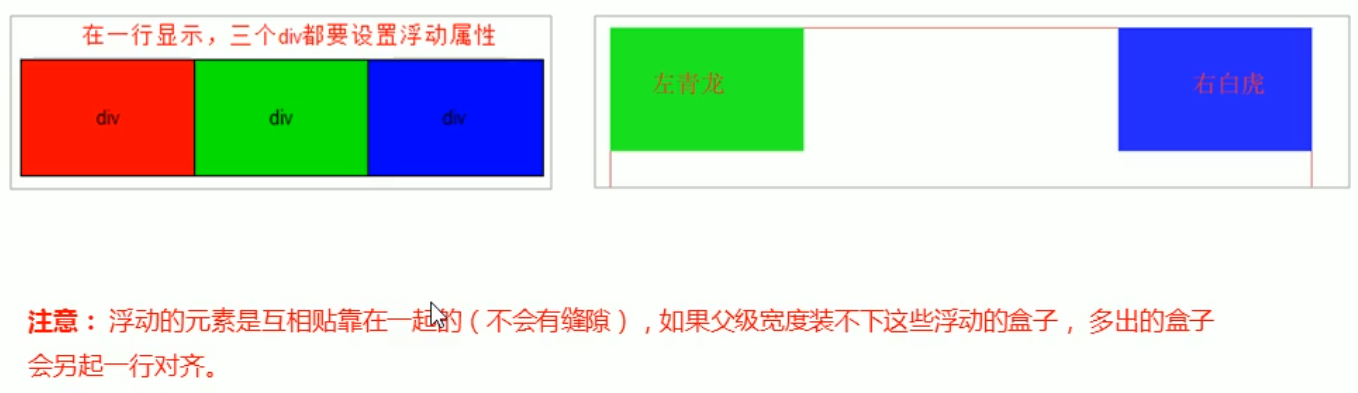 在一行显示，三个div都要设置浮动属性
div div div
左青龙 右白虎
注意： 浮动的元素是互相贴靠在一起的（不会有缝隙），如果父级宽度装不下这些浮动的盒子， 多出的盒子
会另起一行对齐。